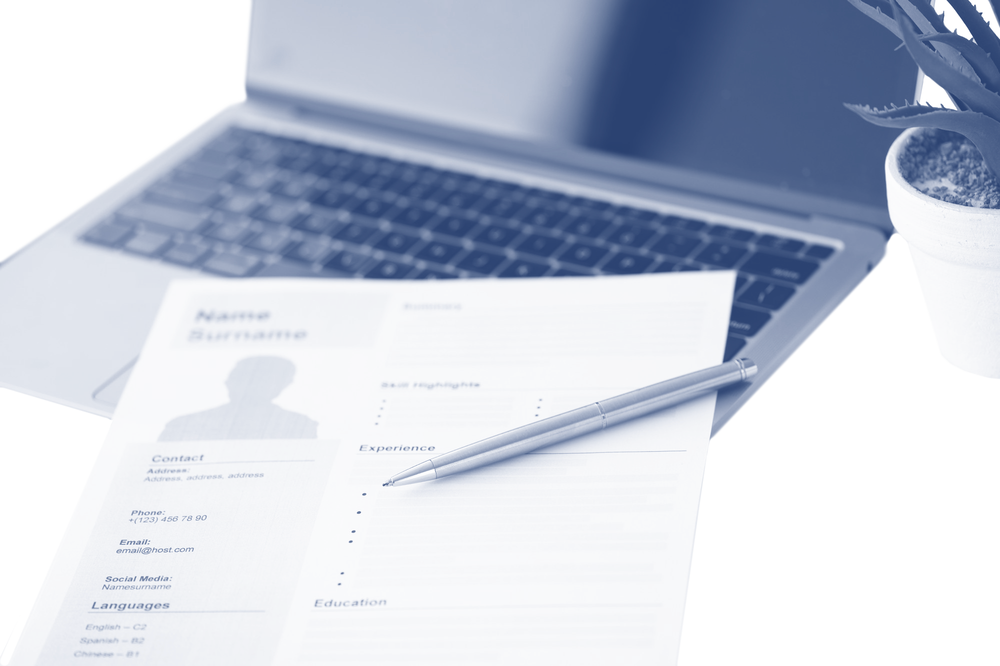 Name
Surname
Summary
Skill Highlights
Experience
Contact
Address:
Address, address, address
Phone:
+(123) 456 78 90
Email:
email@host.com
Social Media:
Namesurname
Languages
English – C2
Spanish – B2
Chinese – B1
Education